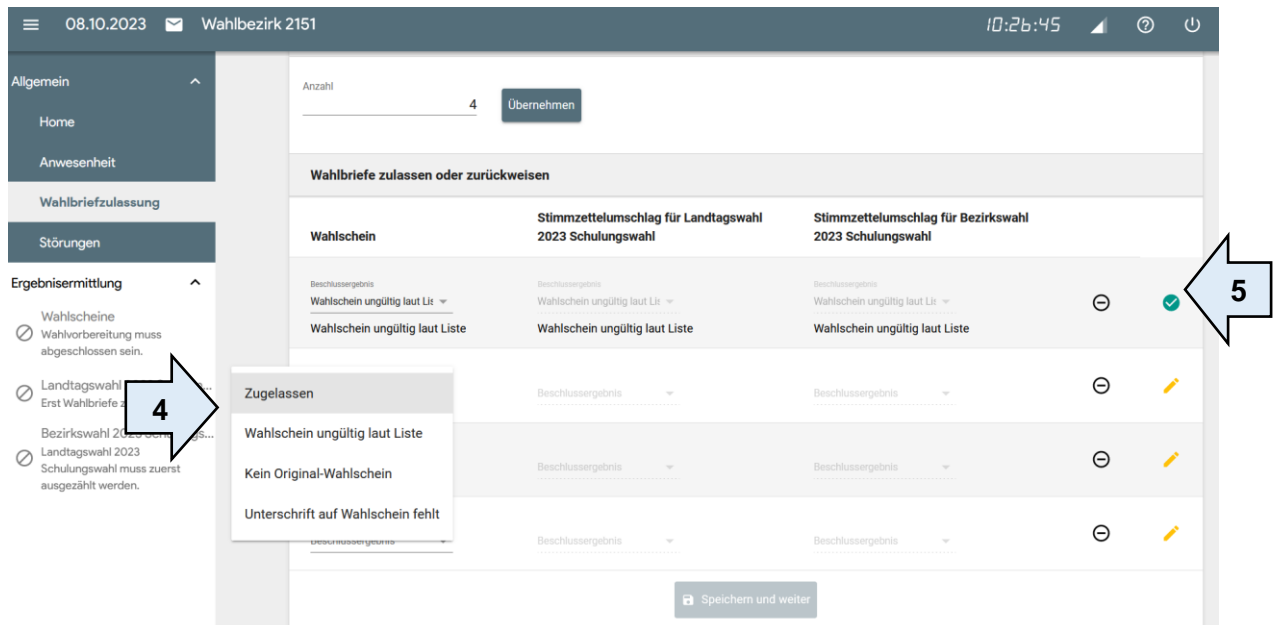 08.10.2023 Wahlbezirk 2151 10:26:45
Allgemein
Home
Anwesenheit
Wahlbriefzulassung
Störungen
Ergebnisermittlung
Wahlscheine
Wahlvorbereitung muss
abgeschlossen sein.
Landtagswahl
Erst Wahlbriefe
Bezirkswahl 2023 Schulungs...
Landtagswahl 2023
Schulungswahl muss zuerst
ausgezählt werden.
Anzahl
4 Übernehmen
Wahlbriefe zulassen oder zurückweisen
Wahlschein
Stimmzettelumschlag für Landtagswahl
2023 Schulungswahl
Stimmzettelumschlag für Bezirkswahl
2023 Schulungswahl
Beschlussergebnis Beschlussergebnis Beschlussergebnis
Wahlschein ungültig laut Lis Wahlschein ungültig laut Lis Wahlschein ungültig laut Lis
Wahlschein ungültig laut Liste Wahlschein ungültig laut Liste Wahlschein ungültig laut Liste
5
4
Zugelassen
Wahlschein ungültig laut Liste
Kein Original-Wahlschein
Unterschrift auf Wahlschein fehlt
Beschlussergebnis Beschlussergebnis
Beschlussergebnis Beschlussergebnis
Beschlussergebnis Beschlussergebnis Beschlussergebnis
Speichern und weiter